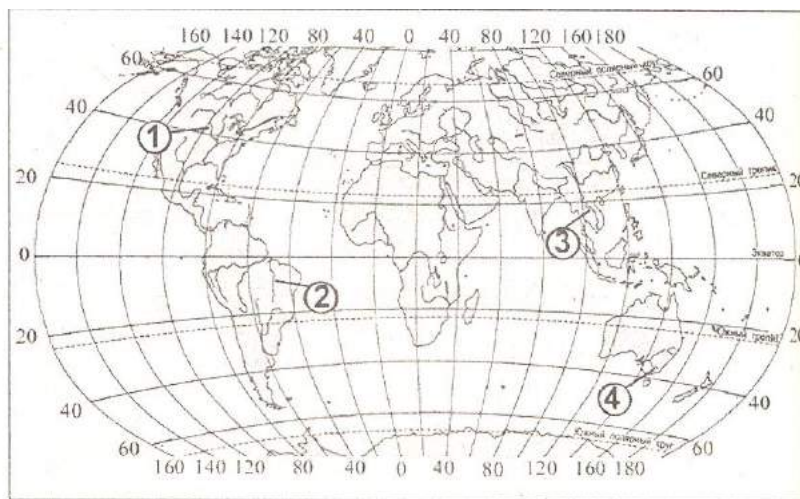 160 140 120 80 40 0 40 80 120 160 180
60 Северный полярный круг 60
40 40
1
20 Северный тропик 20
3
0 Экватор
2
20 Южный тропик 20
4
40 40
60 Южный полярный круг 60
160 140 120 80 40 0 40 80 120 160 180